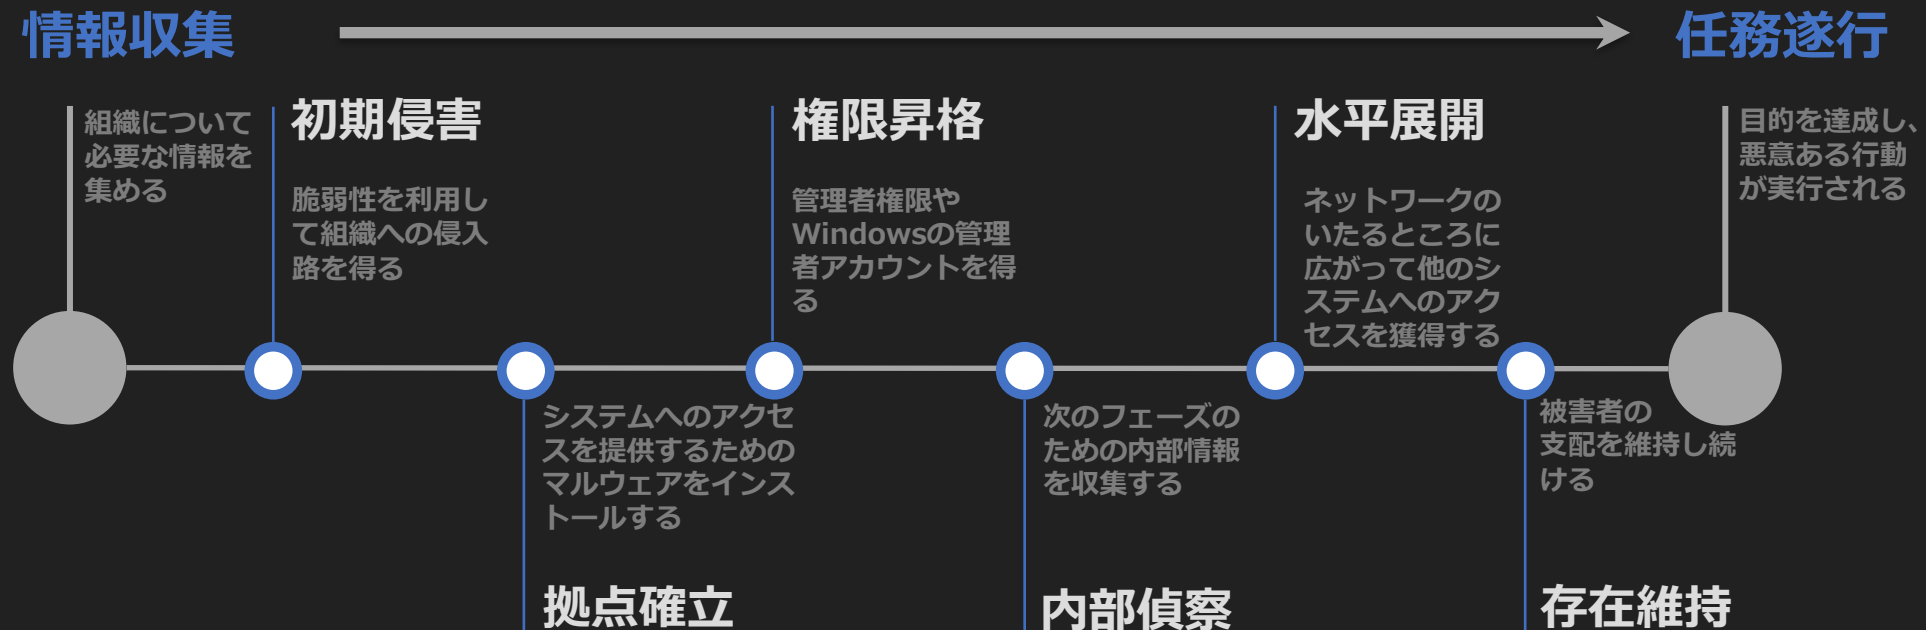 情報収集
組織について
必要な情報を
集める
初期侵害
脆弱性を利用し
て組織への侵入
路を得る
システムへのアクセ
スを提供するための
マルウェアをインス
トールする
拠点確立
権限昇格
管理者権限や
Windowsの管理
者アカウントを得
る
次のフェーズの
ための内部情報
を収集する
内部偵察
水平展開
ネットワークの
いたるところに
広がって他のシ
ステムへのアク
セスを獲得する
被害者の
支配を維持し続
ける
存在維持
任務遂行
目的を達成し、
悪意ある行動
が実行される